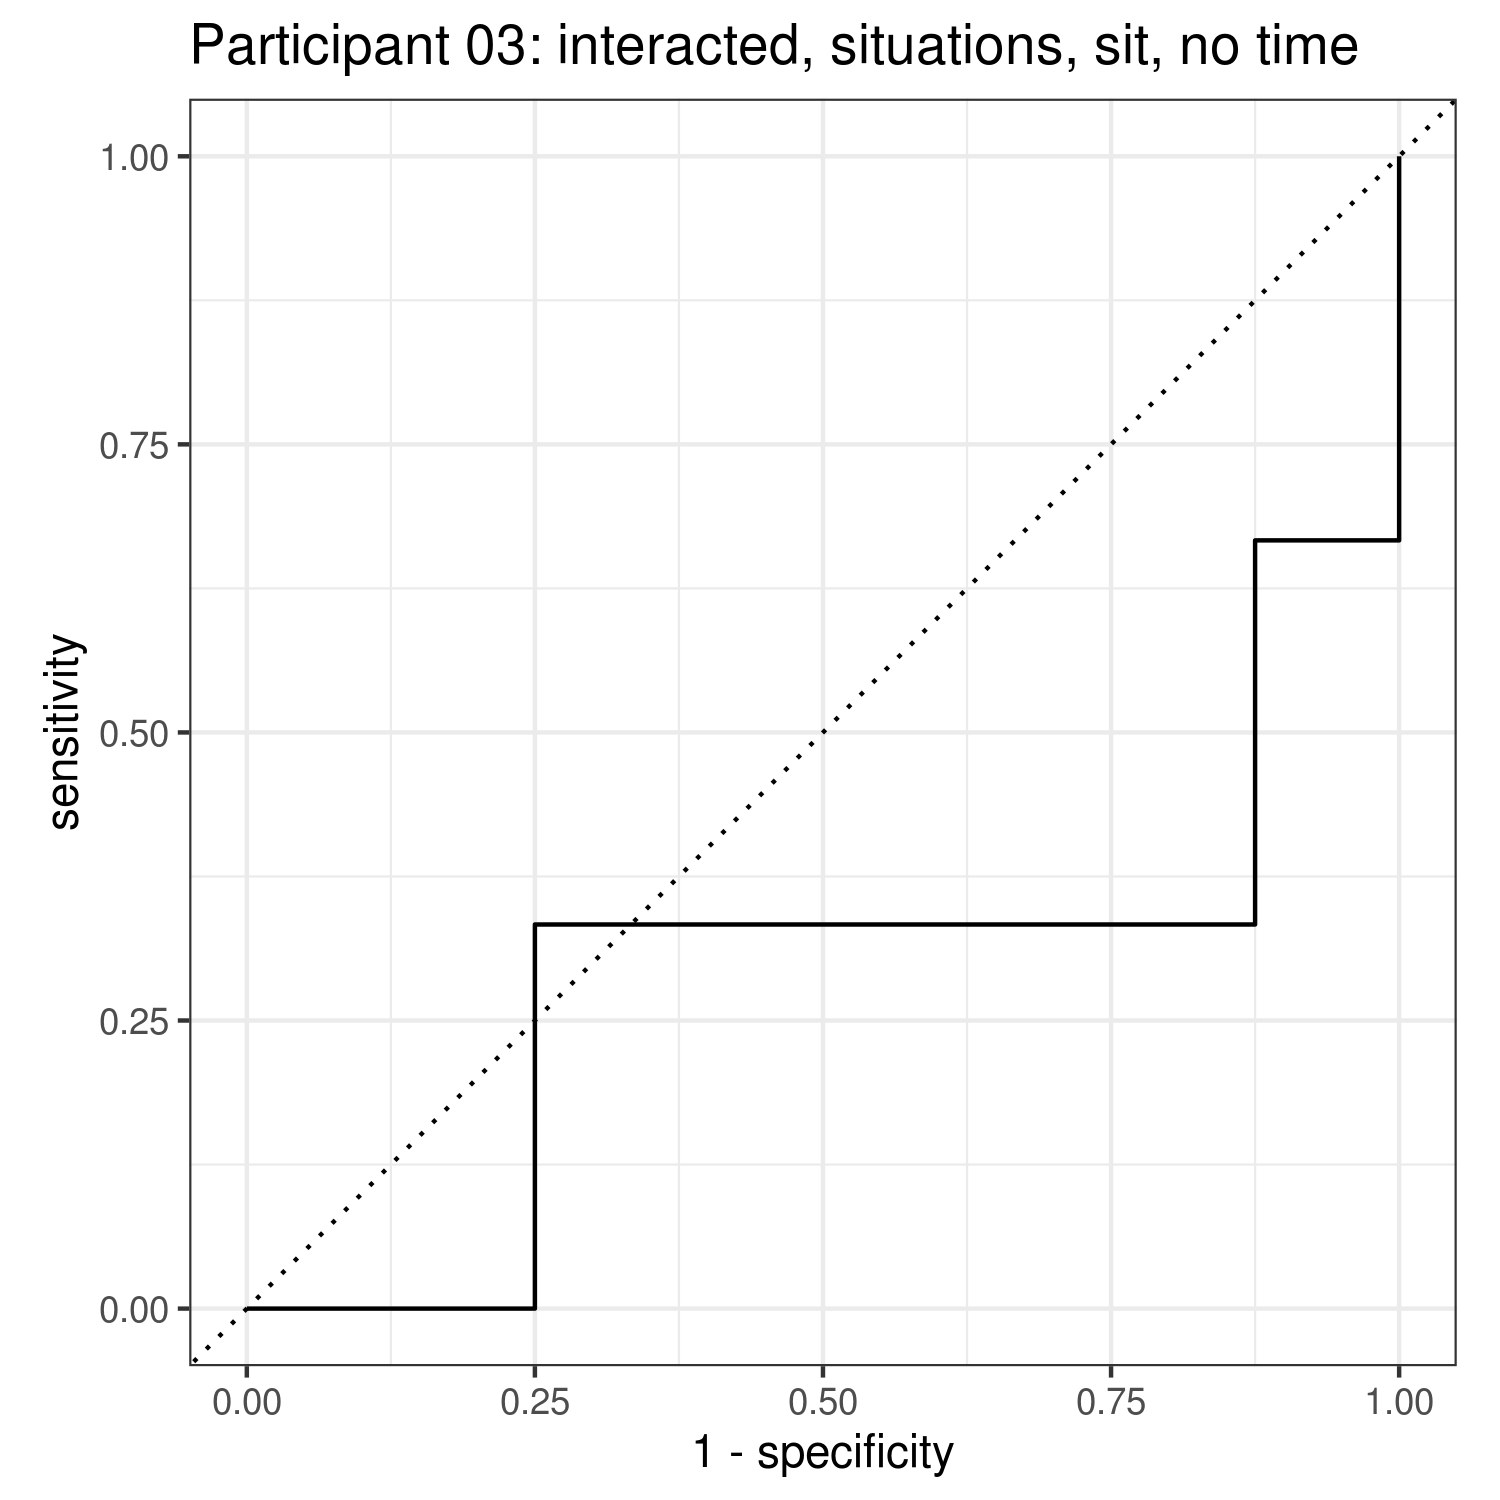 Participant 03: interacted, situations, sit, no time
1.00
0.75
0.50
0.25
0.00
sensitivity
0.00 0.25 0.50 0.75 1.00
1 - specificity